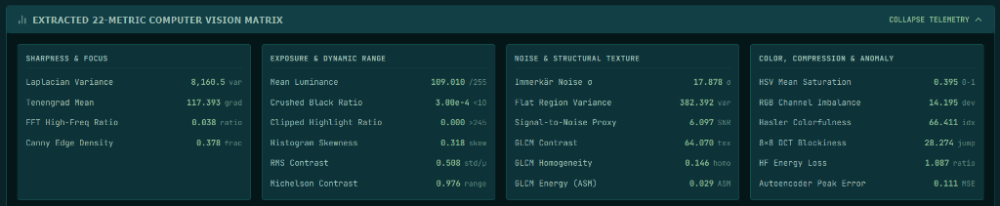 EXTRACTED 22-METRIC COMPUTER VISION MATRIX
COLLAPSE TELEMETRY
SHARPNESS & FOCUS
Laplacian Variance 8,160.5 var
Tenengrad Mean 117.393 grad
FFT High-Freq Ratio 0.038 ratio
Canny Edge Density 0.378 frac
EXPOSURE & DYNAMIC RANGE
Mean Luminance 109.010 /255
Crushed Black Ratio 3.00e-4 <10
Clipped Highlight Ratio 0.000 >245
Histogram Skewness 0.318 skew
RMS Contrast 0.508 std/μ
Michelson Contrast 0.976 range
NOISE & STRUCTURAL TEXTURE
Immerkär Noise σ 17.878 σ
Flat Region Variance 382.392 var
Signal-to-Noise Proxy 6.097 SNR
GLCM Contrast 64.070 tex
GLCM Homogeneity 0.146 homo
GLCM Energy (ASM) 0.029 ASM
COLOR, COMPRESSION & ANOMALY
HSV Mean Saturation 0.395 0-1
RGB Channel Imbalance 14.195 dev
Hasler Colorfulness 66.411 idx
8×8 DCT Blockiness 28.274 jump
HF Energy Loss 1.087 ratio
Autoencoder Peak Error 0.111 MSE